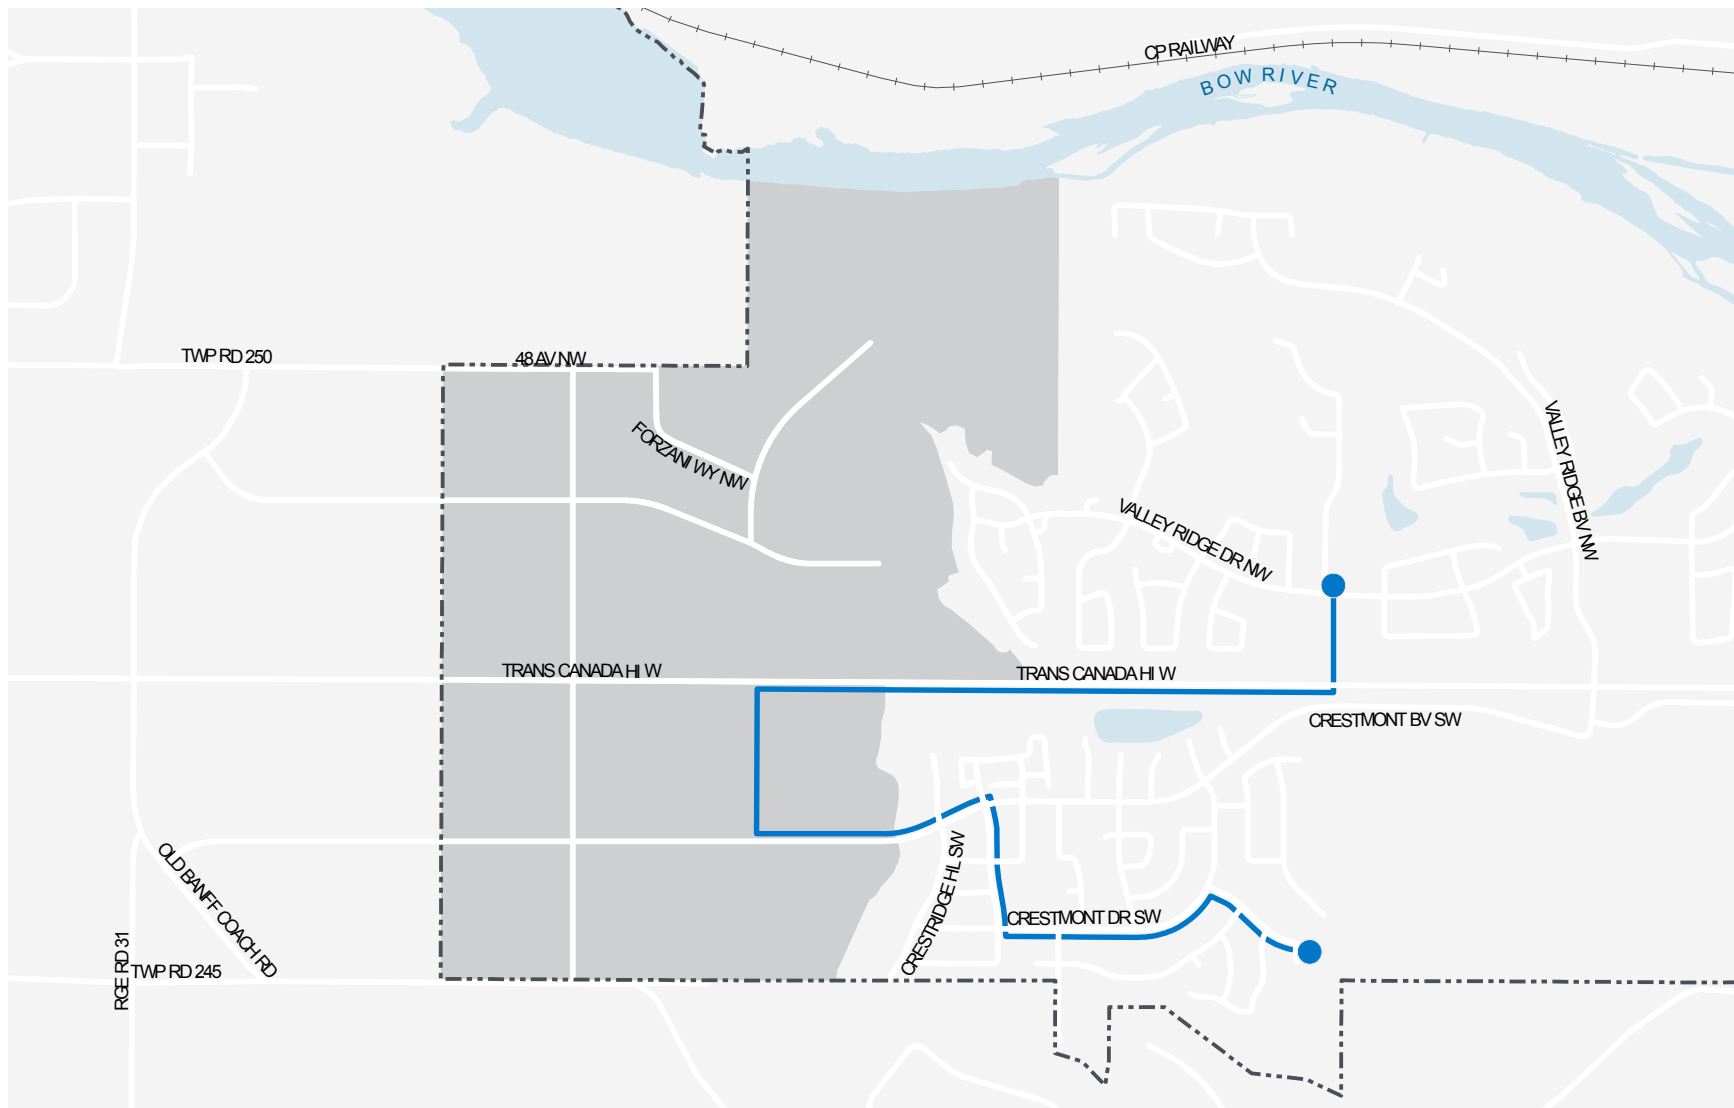 CP RAILWAY
BOW RIVER
TWP RD 250
48 AV NW
FORZANI WY NW
VALLEY RIDGE BV NW
VALLEY RIDGE DR NW
TRANS CANADA HI W
TRANS CANADA HI W
CRESTMONT BV SW
OLD BANFF COACH RD
CRESTRIDGE HL SW
CRESTMONT DR SW
RGE RD 31
TWP RD 245